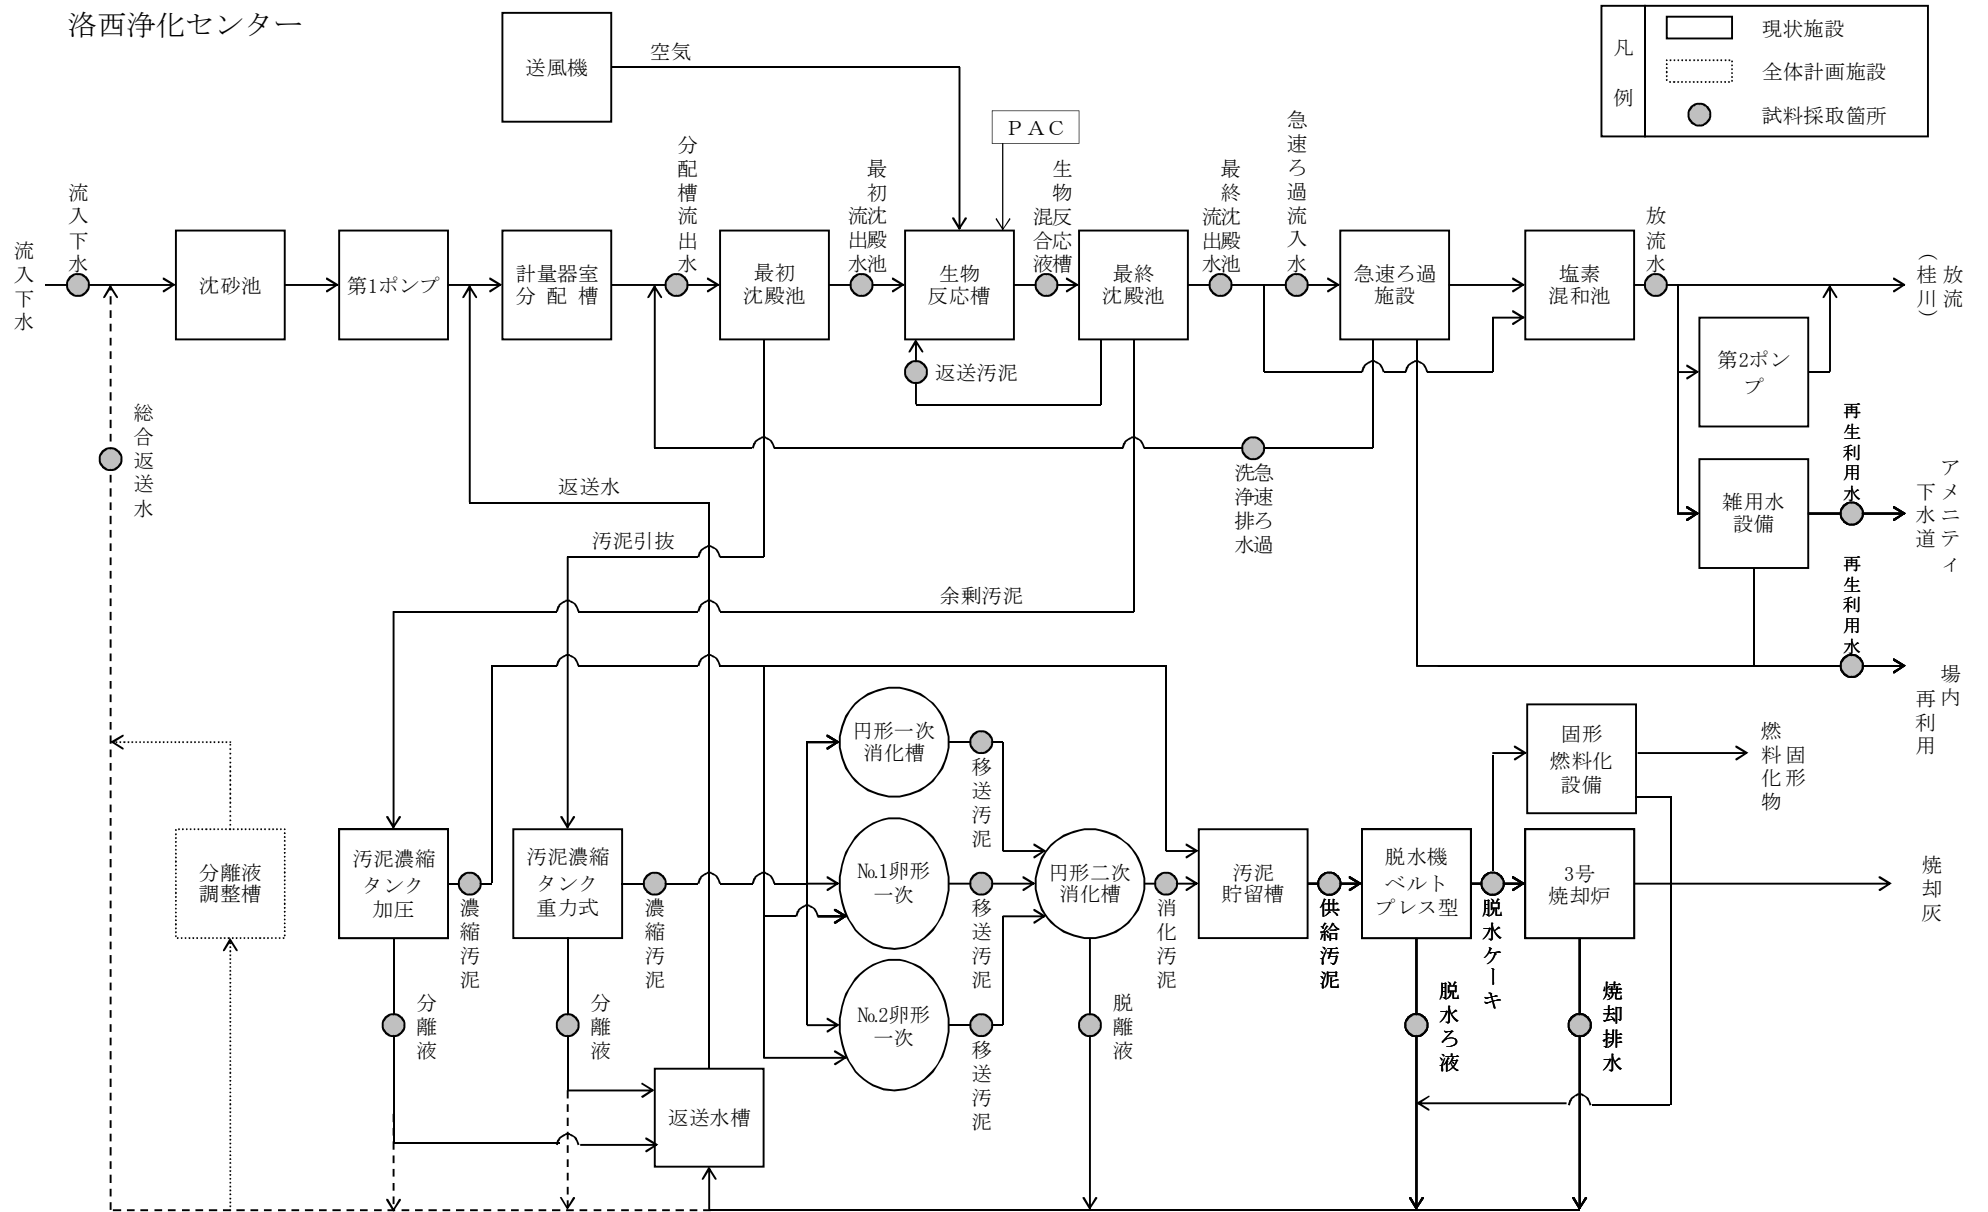 洛西浄化センター
凡例
現状施設
全体計画施設
試料採取箇所
送風機
空気
ＰＡＣ
流入下水
流入下水
沈砂池
第1ポンプ
計量器室
分配槽
分配槽流出水
最初
沈殿池
最初沈殿池
流出水
生物
反応槽
生物反応槽
混合液
最終
沈殿池
最終沈殿池
流出水
急速ろ過流入水
急速ろ過
施設
塩素
混和池
放流水
放流
（桂川）
第2ポン
プ
返送汚泥
総合返送水
急速ろ過
洗浄排水
再生利用水
雑用水
設備
アメニティ
下水道
返送水
汚泥引抜
余剰汚泥
再生利用水
場内
再利用
円形一次
消化槽
移送汚泥
固形
燃料化
設備
固形
燃料化物
分離液
調整槽
汚泥濃縮
タンク
加圧
濃縮汚泥
汚泥濃縮
タンク
重力式
濃縮汚泥
№1卵形
一次
移送汚泥
円形二次
消化槽
消化汚泥
汚泥
貯留槽
供給汚泥
脱水機
ベルト
プレス型
脱水ケーキ
3号
焼却炉
焼却灰
分離液
分離液
№2卵形
一次
移送汚泥
脱離液
脱水ろ液
焼却排水
返送水槽